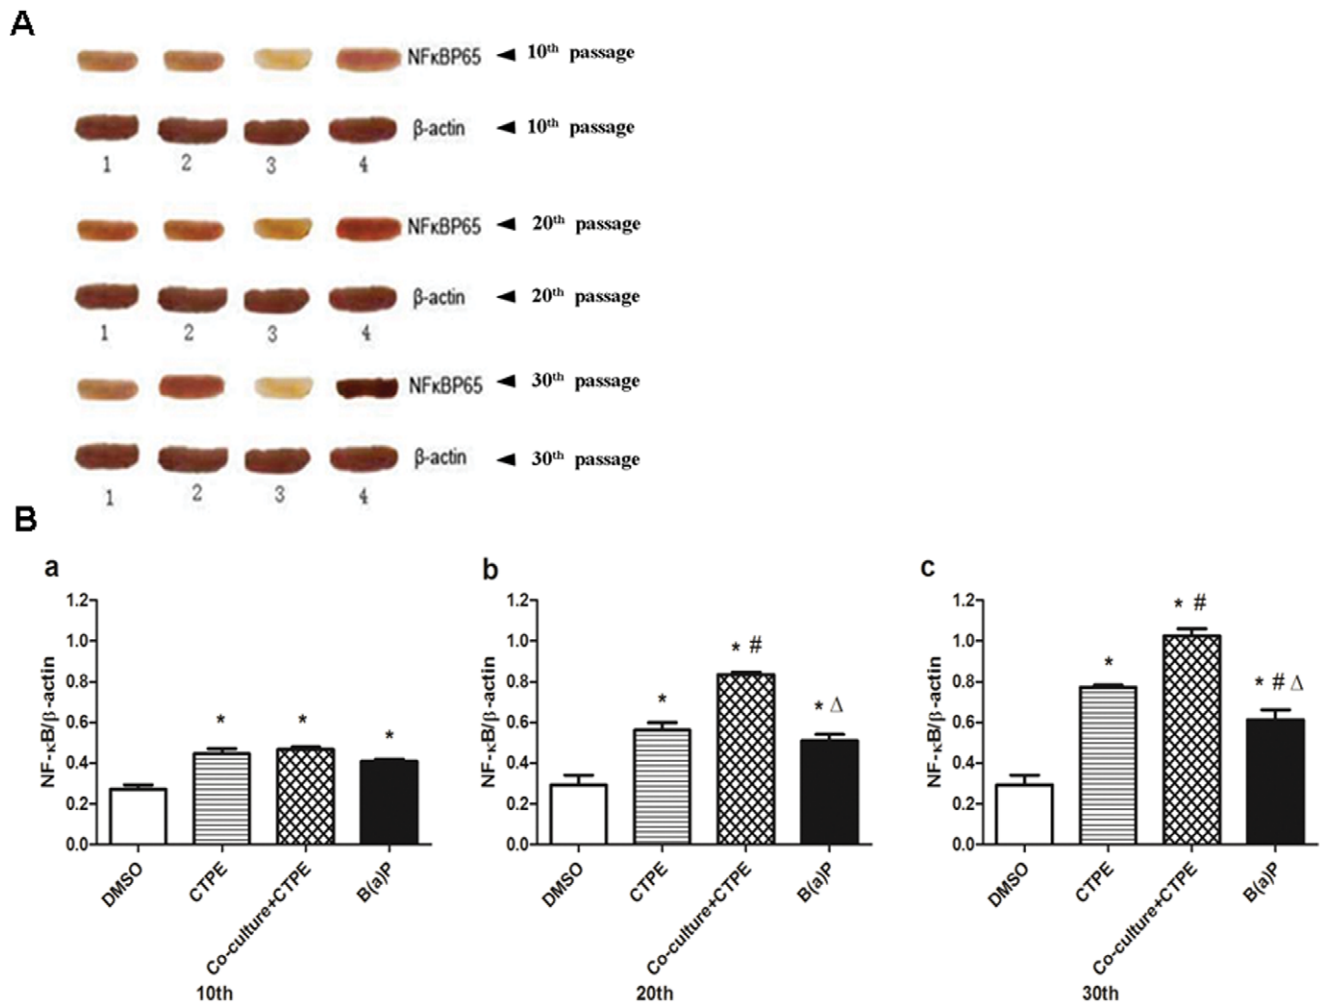 A
NFκBP65 ◄ 10th passage
β-actin ◄ 10th passage
1 2 3 4
NFκBP65 ◄ 20th passage
β-actin ◄ 20th passage
1 2 3 4
NFκBP65 ◄ 30th passage
β-actin ◄ 30th passage
1 2 3 4
B
a
NF-κB/β-actin
1.2
1.0
0.8
0.6
0.4
0.2
0.0
* * *
DMSO CTPE Co-culture+CTPE B(a)P
10th
b
NF-κB/β-actin
1.2
1.0
0.8
0.6
0.4
0.2
0.0
* * # * Δ
DMSO CTPE Co-culture+CTPE B(a)P
20th
c
NF-κB/β-actin
1.2
1.0
0.8
0.6
0.4
0.2
0.0
* * # * # Δ
DMSO CTPE Co-culture+CTPE B(a)P
30th